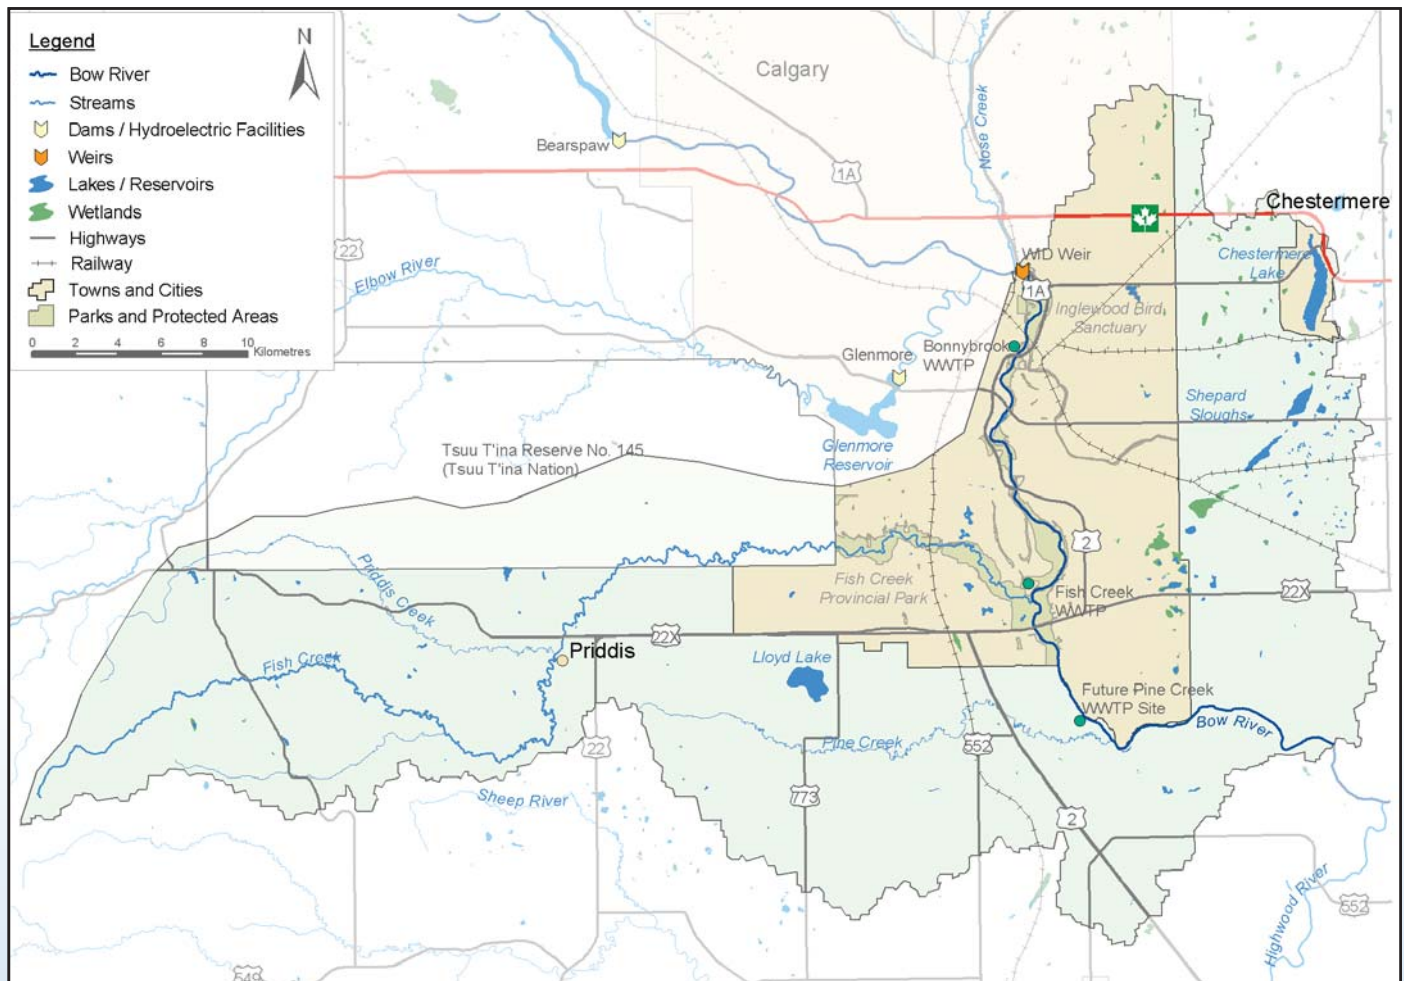 Legend
Bow River
Streams
Dams / Hydroelectric Facilities
Weirs
Lakes / Reservoirs
Wetlands
Highways
Railway
Towns and Cities
Parks and Protected Areas
0 2 4 6 8 10
Kilometres
N
Calgary
Nose Creek
Bearspaw
1A
1
Chestermere
22
Elbow River
WID Weir
Chestermere
Lake
1A
Inglewood Bird
Sanctuary
Glenmore
Bonnybrook
WWTP
Shepard
Sloughs
Glenmore
Reservoir
Tsuu T'ina Reserve No. 145
(Tsuu T'ina Nation)
2
Priddis Creek
Fish Creek
Provincial Park
Fish Creek
WWTP
22X
22X
Priddis
Fish Creek
Lloyd Lake
Future Pine Creek
WWTP Site
Bow River
22
Pine Creek
552
Sheep River
773
2
Highwood River
552
549